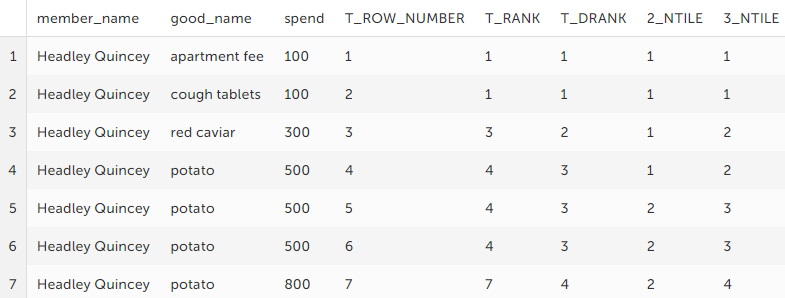 member_name good_name spend T_ROW_NUMBER T_RANK T_DRANK 2_NTILE 3_NTILE
1 Headley Quincey apartment fee 100 1 1 1 1 1
2 Headley Quincey cough tablets 100 2 1 1 1 1
3 Headley Quincey red caviar 300 3 3 2 1 2
4 Headley Quincey potato 500 4 4 3 1 2
5 Headley Quincey potato 500 5 4 3 2 3
6 Headley Quincey potato 500 6 4 3 2 3
7 Headley Quincey potato 800 7 7 4 2 4